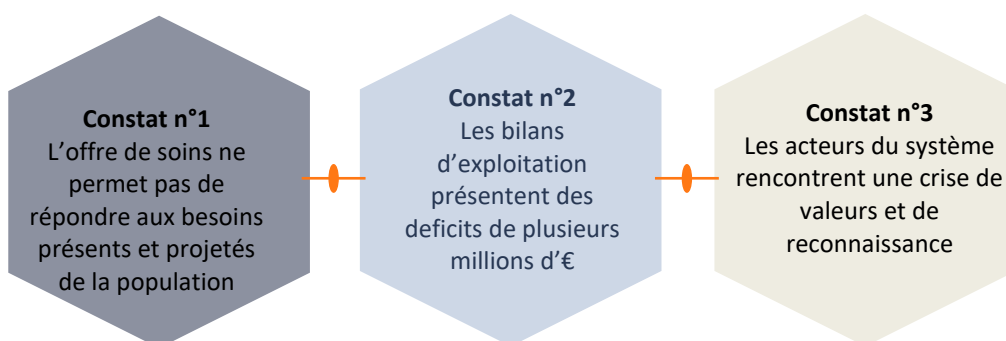 Constat n°1
L'offre de soins ne
permet pas de
répondre aux besoins
présents et projetés
de la population
Constat n°2
Les bilans
d'exploitation
présentent des
deficits de plusieurs
millions d'€
Constat n°3
Les acteurs du système
rencontrent une crise de
valeurs et de
reconnaissance